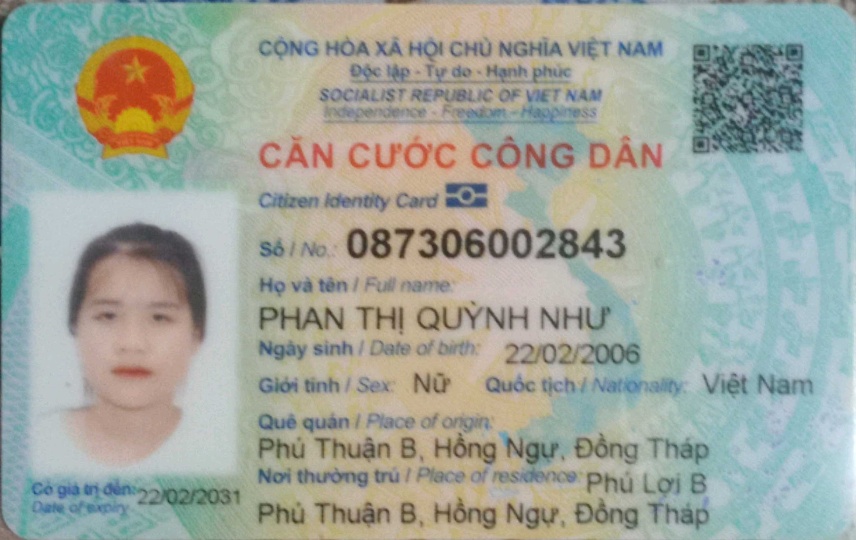 CỘNG HÒA XÃ HỘI CHỦ NGHĨA VIỆT NAM
Độc lập - Tự do - Hạnh phúc
SOCIALIST REPUBLIC OF VIET NAM
Independence - Freedom - Happiness
CĂN CƯỚC CÔNG DÂN
Citizen Identity Card
Số / No.: 087306002843
Họ và tên / Full name:
PHAN THỊ QUỲNH NHƯ
Ngày sinh / Date of birth: 22/02/2006
Giới tính / Sex: Nữ Quốc tịch / Nationality: Việt Nam
Quê quán / Place of origin:
Phú Thuận B, Hồng Ngự, Đồng Tháp
Nơi thường trú / Place of residence: Phú Lợi B
Phú Thuận B, Hồng Ngự, Đồng Tháp
Có giá trị đến: 22/02/2031
Date of expiry